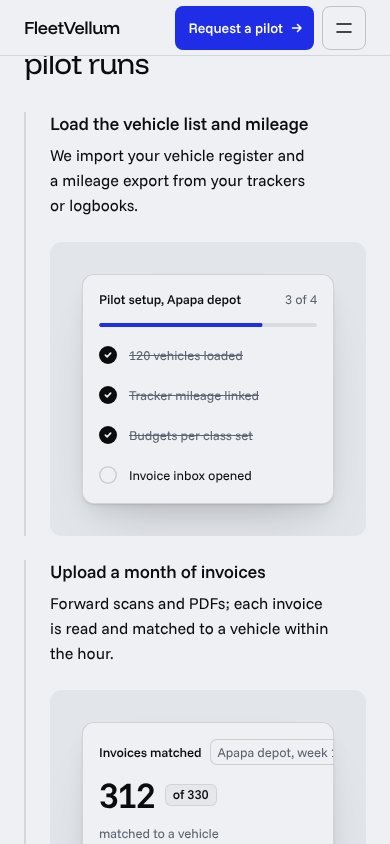 FleetVellum
Request a pilot →
pilot runs
Load the vehicle list and mileage
We import your vehicle register and
a mileage export from your trackers
or logbooks.
Pilot setup, Apapa depot 3 of 4
120 vehicles loaded
Tracker mileage linked
Budgets per class set
Invoice inbox opened
Upload a month of invoices
Forward scans and PDFs; each invoice
is read and matched to a vehicle within
the hour.
Invoices matched Apapa depot, week
312 of 330
matched to a vehicle